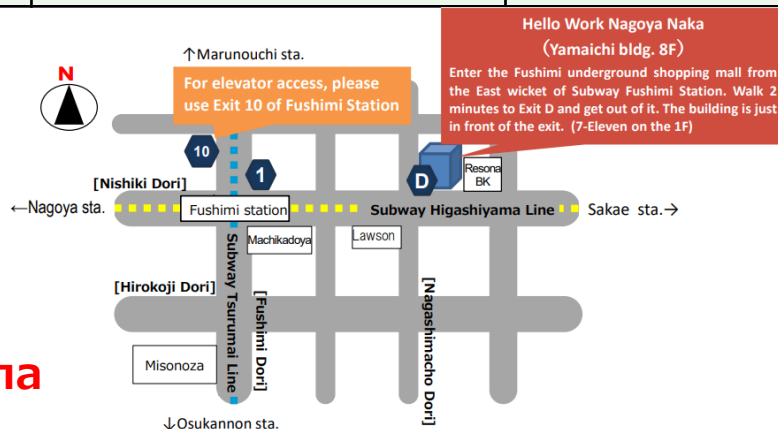 Hello Work Nagoya Naka
(Yamaichi bldg. 8F)
Enter the Fushimi underground shopping mall from
the East wicket of Subway Fushimi Station. Walk 2
minutes to Exit D and get out of it. The building is just
in front of the exit. (7-Eleven on the 1F)
↑Marunouchi sta.
N
For elevator access, please
use Exit 10 of Fushimi Station
10
1
D
Resona
BK
[Nishiki Dori]
←Nagoya sta.
Fushimi station
Subway Higashiyama Line
Sakae sta.→
Machikadoya
Lawson
Subway Tsurumai Line
[Hirokoji Dori]
[Fushimi Dori]
[Nagashimacho Dori]
Misonoza
↓Osukannon sta.